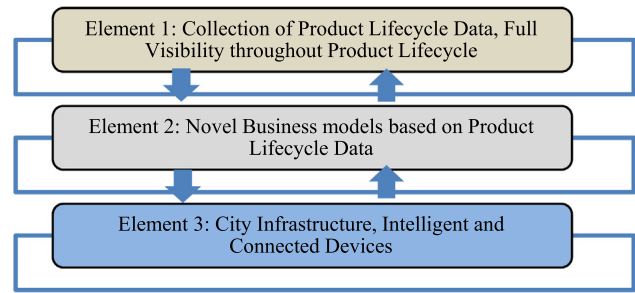 Element 1: Collection of Product Lifecycle Data, Full
Visibility throughout Product Lifecycle
Element 2: Novel Business models based on Product
Lifecycle Data
Element 3: City Infrastructure, Intelligent and
Connected Devices